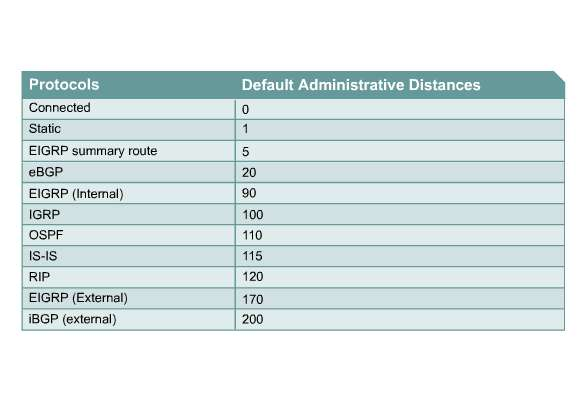 Protocols Default Administrative Distances
Connected 0
Static 1
EIGRP summary route 5
eBGP 20
EIGRP (Internal) 90
IGRP 100
OSPF 110
IS-IS 115
RIP 120
EIGRP (External) 170
iBGP (external) 200